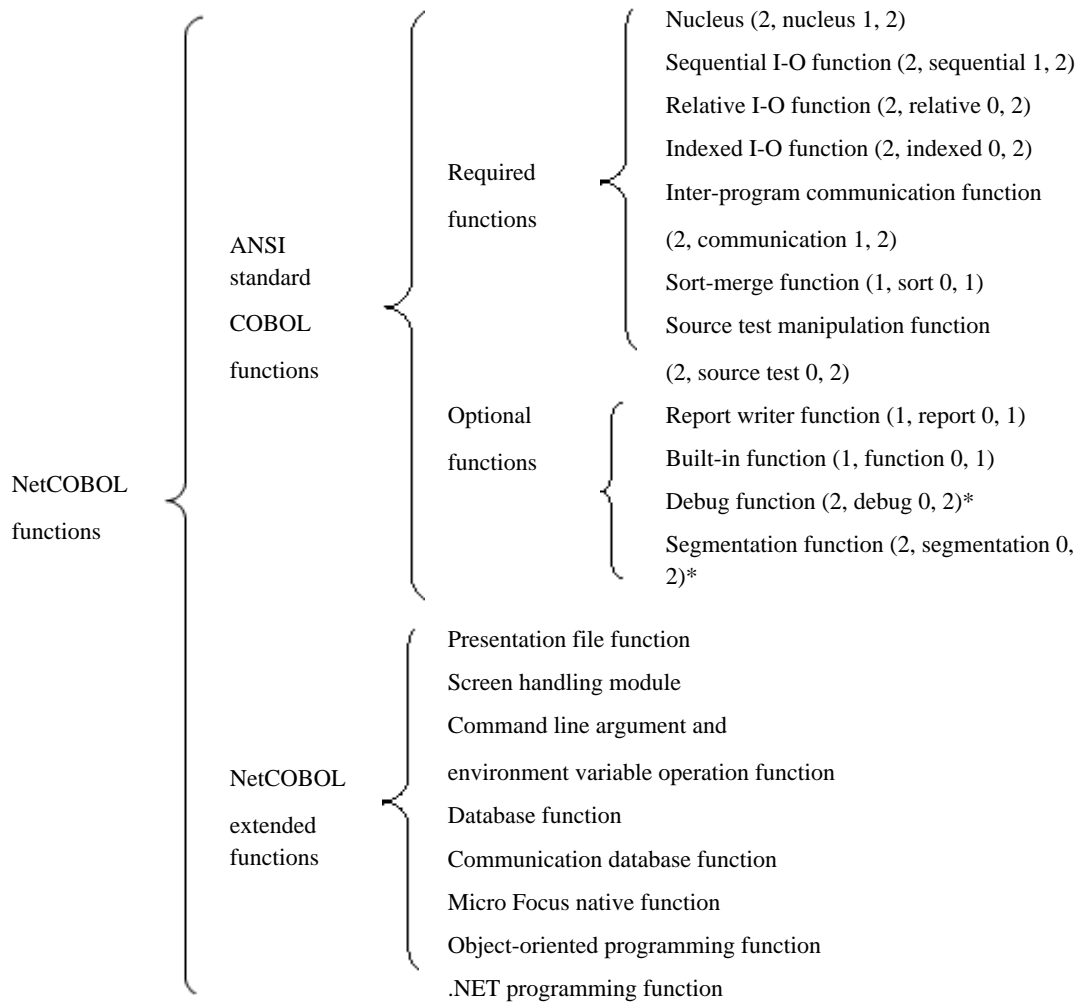 NetCOBOL
functions
ANSI
standard
COBOL
functions
Required
functions
Nucleus (2, nucleus 1, 2)
Sequential I-O function (2, sequential 1, 2)
Relative I-O function (2, relative 0, 2)
Indexed I-O function (2, indexed 0, 2)
Inter-program communication function
(2, communication 1, 2)
Sort-merge function (1, sort 0, 1)
Source test manipulation function
(2, source test 0, 2)
Optional
functions
Report writer function (1, report 0, 1)
Built-in function (1, function 0, 1)
Debug function (2, debug 0, 2)*
Segmentation function (2, segmentation 0,
2)*
NetCOBOL
extended
functions
Presentation file function
Screen handling module
Command line argument and
environment variable operation function
Database function
Communication database function
Micro Focus native function
Object-oriented programming function
.NET programming function